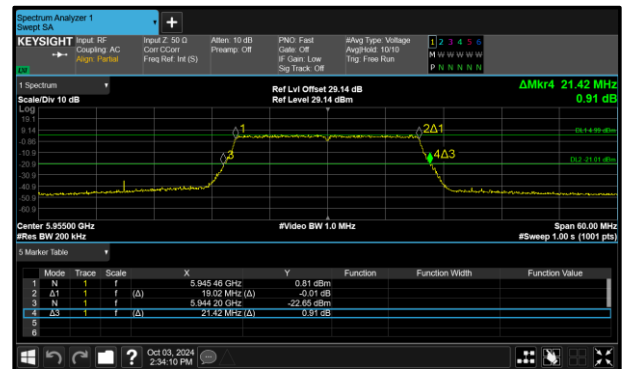 Spectrum Analyzer 1
Swept SA
+
KEYSIGHT Input: RF Input Z: 50 Ω Atten: 10 dB PNO: Fast #Avg Type: Voltage 1 2 3 4 5 6
Coupling: AC Corr CCorr Preamp: Off Gate: Off Avg|Hold: 10/10 M W W W W W
Align: Partial Freq Ref: Int (S) IF Gain: Low Trig: Free Run
Sig Track: Off P N N N N N
1 Spectrum Ref Lvl Offset 29.14 dB ΔMkr4 21.42 MHz
Scale/Div 10 dB Ref Level 29.14 dBm 0.91 dB
Log
19.1
9.14 1 2Δ1 DL1 4.99 dBm
-0.86
-10.9 3 4Δ3
-20.9 DL2 -21.01 dBm
-30.9
-40.9
-50.9
-60.9
Center 5.95500 GHz #Video BW 1.0 MHz Span 60.00 MHz
#Res BW 200 kHz #Sweep 1.00 s (1001 pts)
5 Marker Table
Mode Trace Scale X Y Function Function Width Function Value
1 N 1 f 5.945 46 GHz 0.81 dBm
2 Δ1 1 f (Δ) 19.02 MHz (Δ) -0.01 dB
3 N 1 f 5.944 20 GHz -22.65 dBm
4 Δ3 1 f (Δ) 21.42 MHz (Δ) 0.91 dB
5
6
? Oct 03, 2024
2:34:10 PM